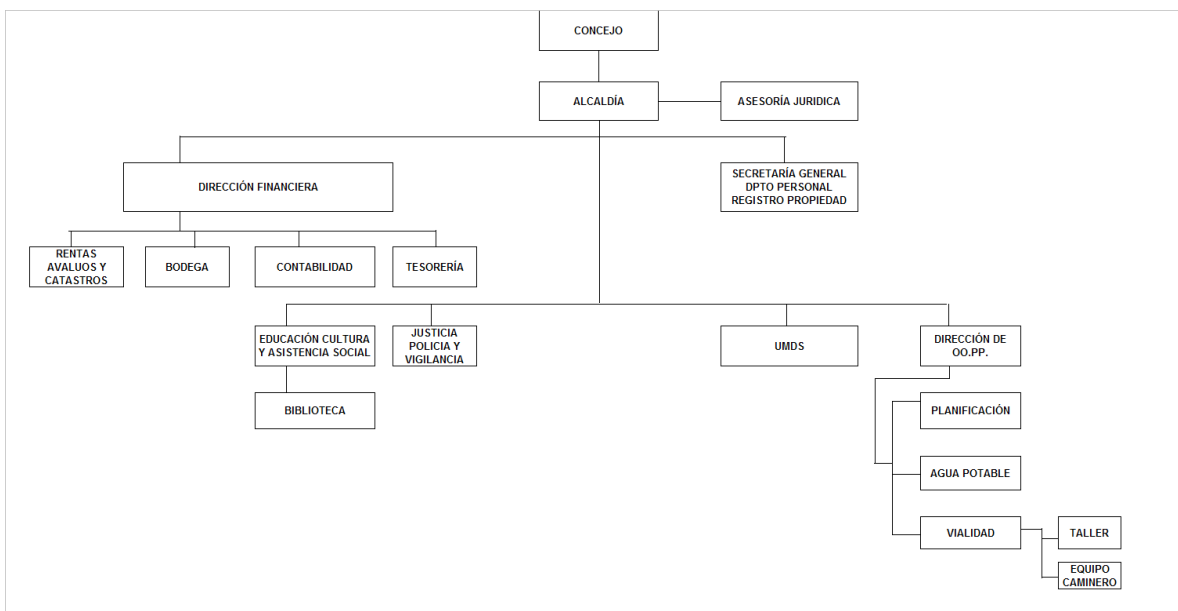 CONCEJO
ALCALDÍA
ASESORÍA JURIDICA
DIRECCIÓN FINANCIERA
SECRETARÍA GENERAL
DPTO PERSONAL
REGISTRO PROPIEDAD
RENTAS
AVALUOS Y
CATASTROS
BODEGA
CONTABILIDAD
TESORERÍA
EDUCACIÓN CULTURA
Y ASISTENCIA SOCIAL
JUSTICIA
POLICIA Y
VIGILANCIA
UMDS
DIRECCIÓN DE
OO.PP.
BIBLIOTECA
PLANIFICACIÓN
AGUA POTABLE
VIALIDAD
TALLER
EQUIPO
CAMINERO